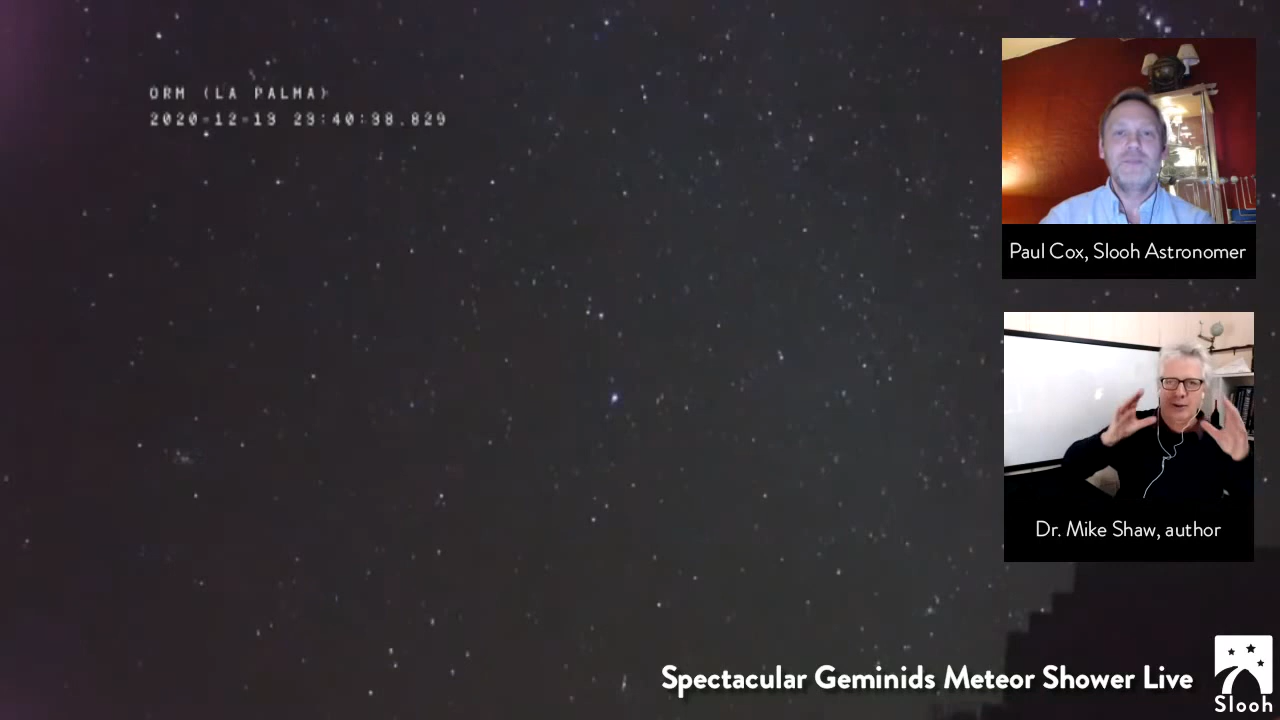 ORM (LA PALMA)
2020-12-13 23:40:38.829
Paul Cox, Slooh Astronomer
Dr. Mike Shaw, author
Spectacular Geminids Meteor Shower Live
Slooh